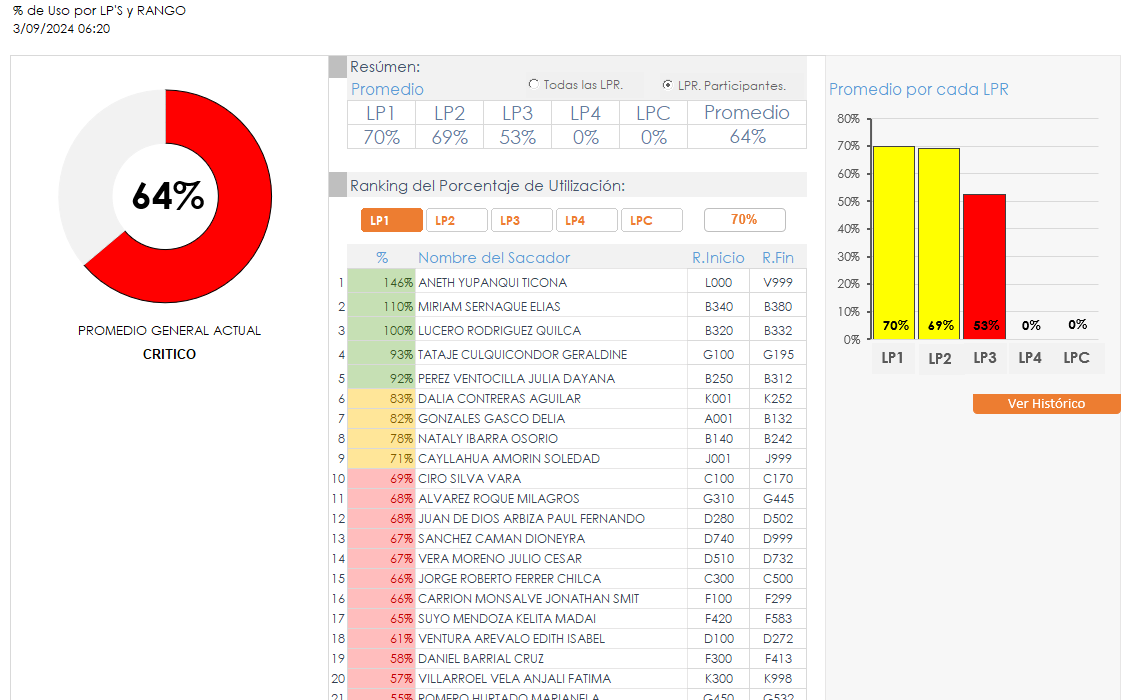 % de Uso por LP'S y RANGO
3/09/2024 06:20
64%
PROMEDIO GENERAL ACTUAL
CRITICO
Resúmen:
Promedio
Todas las LPR.
LPR. Participantes.
LP1 LP2 LP3 LP4 LPC Promedio
70% 69% 53% 0% 0% 64%
Ranking del Porcentaje de Utilización:
LP1 LP2 LP3 LP4 LPC 70%
% Nombre del Sacador R.Inicio R.Fin
1 146% ANETH YUPANQUI TICONA L000 V999
2 110% MIRIAM SERNAQUE ELIAS B340 B380
3 100% LUCERO RODRIGUEZ QUILCA B320 B332
4 93% TATAJE CULQUICONDOR GERALDINE G100 G195
5 92% PEREZ VENTOCILLA JULIA DAYANA B250 B312
6 83% DALIA CONTRERAS AGUILAR K001 K252
7 82% GONZALES GASCO DELIA A001 B132
8 78% NATALY IBARRA OSORIO B140 B242
9 71% CAYLLAHUA AMORIN SOLEDAD J001 J999
10 69% CIRO SILVA VARA C100 C170
11 68% ALVAREZ ROQUE MILAGROS G310 G445
12 68% JUAN DE DIOS ARBIZA PAUL FERNANDO D280 D502
13 67% SANCHEZ CAMAN DIONEYRA D740 D999
14 67% VERA MORENO JULIO CESAR D510 D732
15 66% JORGE ROBERTO FERRER CHILCA C300 C500
16 66% CARRION MONSALVE JONATHAN SMIT F100 F299
17 65% SUYO MENDOZA KELITA MADAI F420 F583
18 61% VENTURA AREVALO EDITH ISABEL D100 D272
19 58% DANIEL BARRIAL CRUZ F300 F413
20 57% VILLARROEL VELA ANJALI FATIMA K300 K998
21 55% ROMERO HURTADO MARIANELA G450 G532
Promedio por cada LPR
80%
70%
60%
50%
40%
30%
20%
10%
0%
70% 69% 53% 0% 0%
LP1 LP2 LP3 LP4 LPC
Ver Histórico